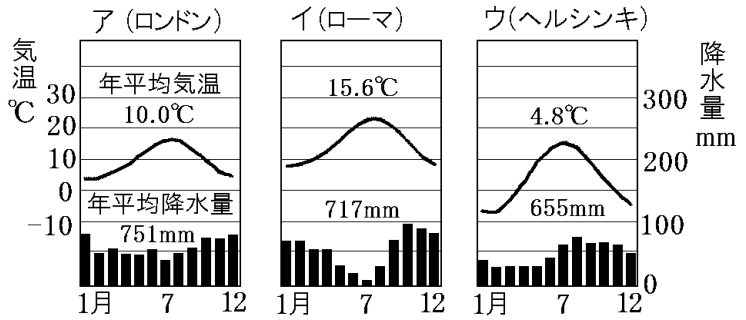 ア (ロンドン)
イ (ローマ)
ウ(ヘルシンキ)
気温
℃
30
20
10
0
-10
年平均気温
10.0℃
年平均降水量
751mm
1月
7
12
15.6℃
717mm
1月
7
12
4.8℃
655mm
1月
7
12
降水量
mm
300
200
100
0